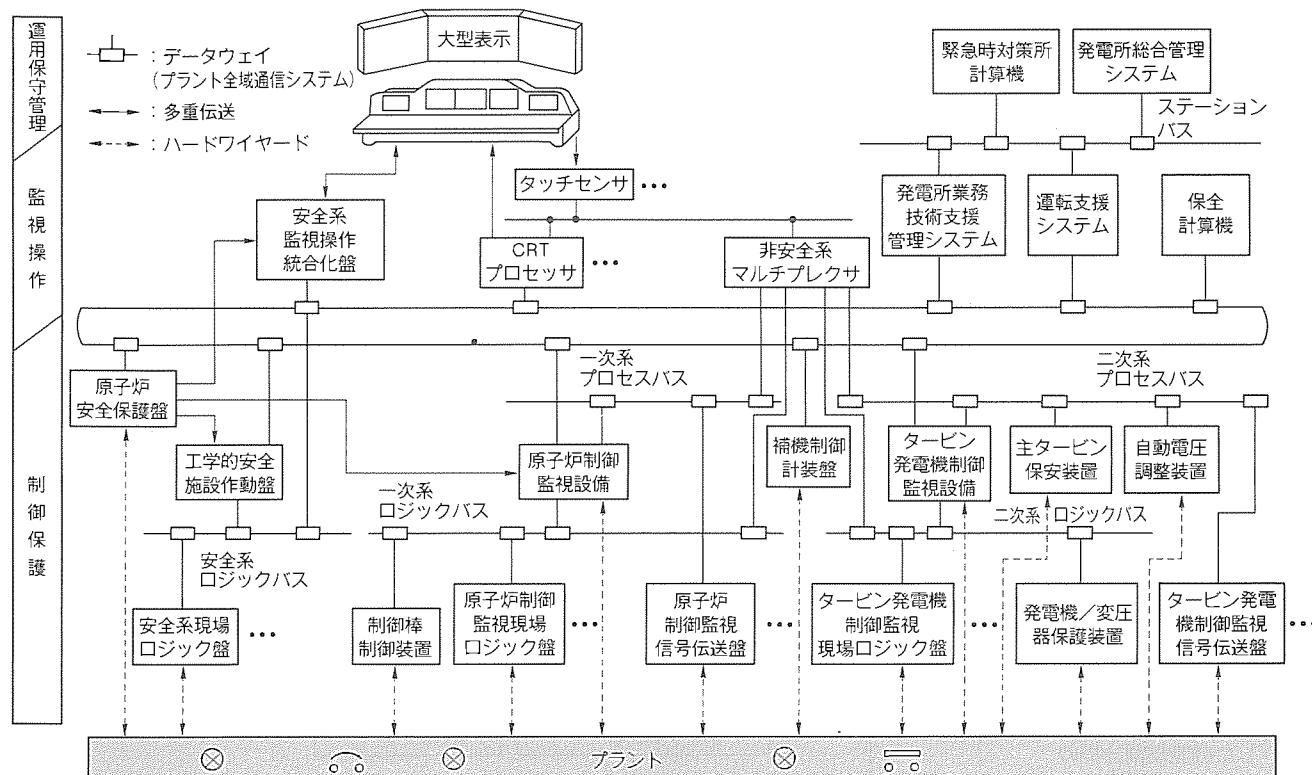 運用保守管理
監視操作
制御保護
：データウェイ
（プラント全域通信システム）
：多重伝送
：ハードワイヤード
大型表示
緊急時対策所
計算機
発電所総合管理
システム
ステーション
バス
タッチセンサ
安全系
監視操作
統合化盤
CRT
プロセッサ
非安全系
マルチプレクサ
発電所業務
技術支援
管理システム
運転支援
システム
保全
計算機
原子炉
安全保護盤
一次系
プロセスバス
二次系
プロセスバス
工学的安全
施設作動盤
原子炉制御
監視設備
補機制御
計装盤
タービン
発電機制御
監視設備
主タービン
保安装置
自動電圧
調整装置
一次系
ロジックバス
二次系 ロジックバス
安全系
ロジックバス
安全系現場
ロジック盤
制御棒
制御装置
原子炉制御
監視現場
ロジック盤
原子炉
制御監視
信号伝送盤
タービン発電機
制御監視
現場ロジック盤
発電機／変圧
器保護装置
タービン発電
機制御監視
信号伝送盤
プラント